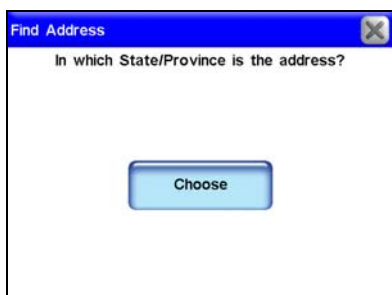 Find Address
In which State/Province is the address?
Choose